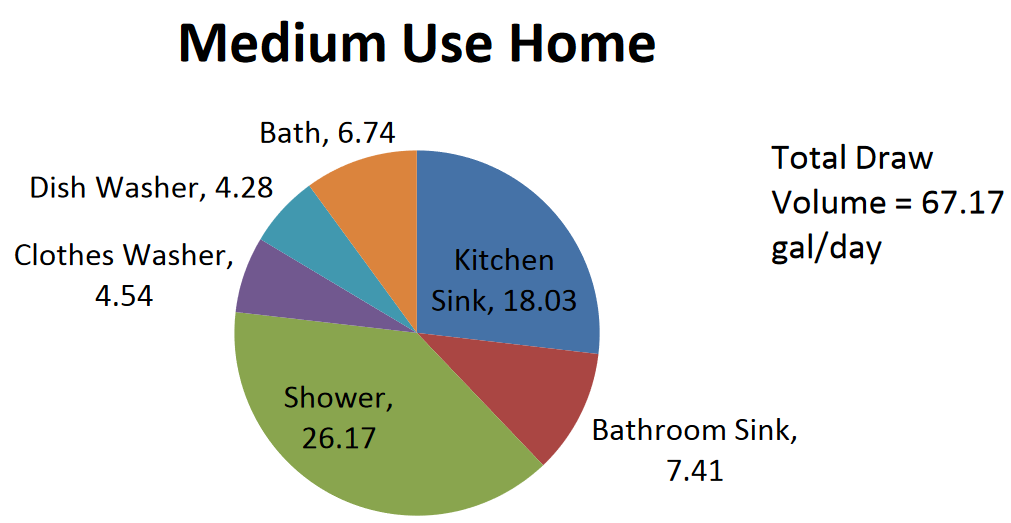 Medium Use Home
Bath, 6.74
Dish Washer, 4.28
Clothes Washer,
4.54
Kitchen
Sink, 18.03
Shower,
26.17
Bathroom Sink,
7.41
Total Draw
Volume = 67.17
gal/day